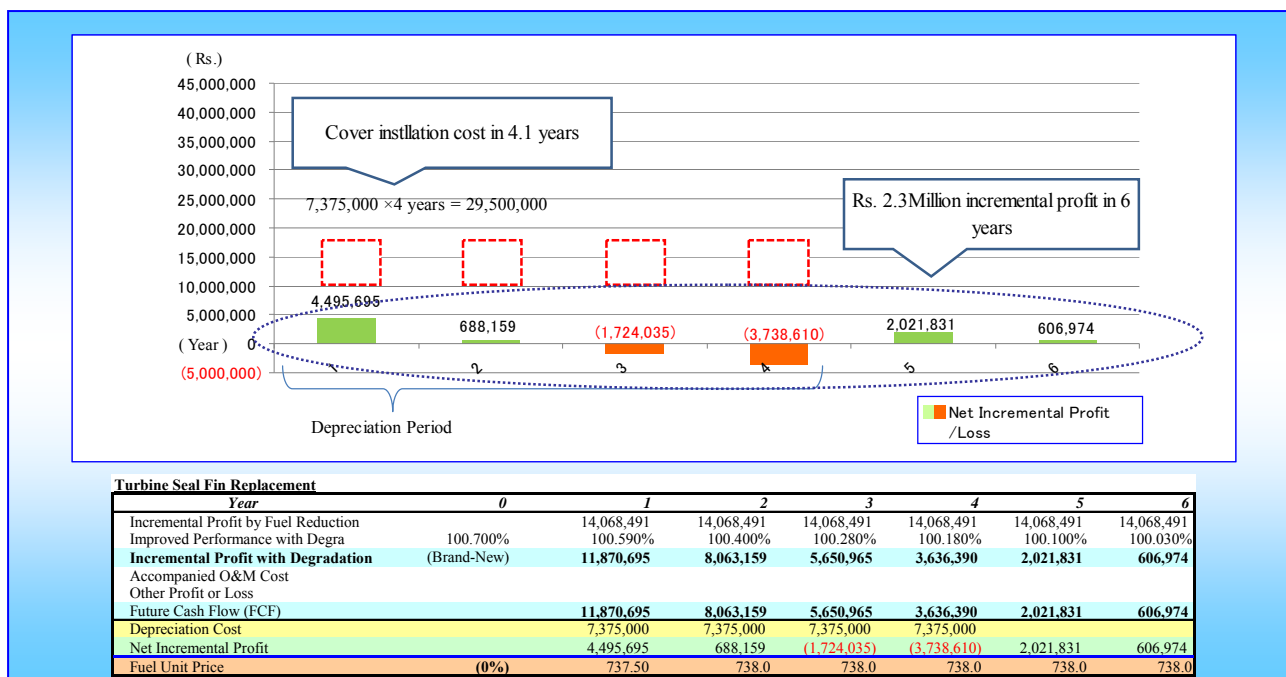 ( Rs.)
45,000,000
40,000,000
35,000,000
30,000,000
25,000,000
20,000,000
15,000,000
10,000,000
5,000,000
( Year ) 0
(5,000,000)
Cover instllation cost in 4.1 years
7,375,000 ×4 years = 29,500,000
Rs. 2.3Million incremental profit in 6
years
4,495,695
688,159
(1,724,035)
(3,738,610)
2,021,831
606,974
1 2 3 4 5 6
Depreciation Period
Net Incremental Profit
/Loss
Turbine Seal Fin Replacement
Year 0 1 2 3 4 5 6
Incremental Profit by Fuel Reduction 14,068,491 14,068,491 14,068,491 14,068,491 14,068,491 14,068,491
Improved Performance with Degra 100.700% 100.590% 100.400% 100.280% 100.180% 100.100% 100.030%
Incremental Profit with Degradation (Brand-New) 11,870,695 8,063,159 5,650,965 3,636,390 2,021,831 606,974
Accompanied O&M Cost
Other Profit or Loss
Future Cash Flow (FCF) 11,870,695 8,063,159 5,650,965 3,636,390 2,021,831 606,974
Depreciation Cost 7,375,000 7,375,000 7,375,000 7,375,000
Net Incremental Profit 4,495,695 688,159 (1,724,035) (3,738,610) 2,021,831 606,974
Fuel Unit Price (0%) 737.50 738.0 738.0 738.0 738.0 738.0